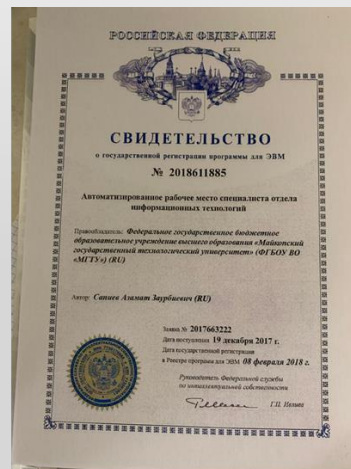 РОССИЙСКАЯ ФЕДЕРАЦИЯ
СВИДЕТЕЛЬСТВО
о государственной регистрации программы для ЭВМ
№ 2018611885
Автоматизированное рабочее место специалиста отдела
информационных технологий
Правообладатель: Федеральное государственное бюджетное
образовательное учреждение высшего образования «Майкопский
государственный технологический университет» (ФГБОУ ВО
«МГТУ») (RU)
Автор: Сапиев Азамат Заурбиевич (RU)
Заявка № 2017663222
Дата поступления 19 декабря 2017 г.
Дата государственной регистрации
в Реестре программ для ЭВМ 08 февраля 2018 г.
Руководитель Федеральной службы
по интеллектуальной собственности
Г.П. Ивлиев